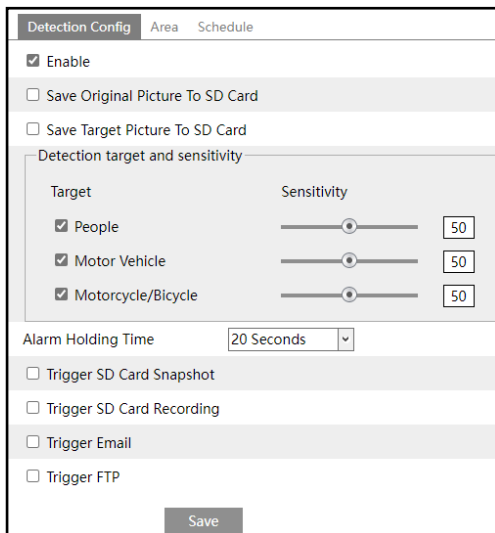 Detection Config Area Schedule
Enable
Save Original Picture To SD Card
Save Target Picture To SD Card
Detection target and sensitivity
Target Sensitivity
People 50
Motor Vehicle 50
Motorcycle/Bicycle 50
Alarm Holding Time 20 Seconds
Trigger SD Card Snapshot
Trigger SD Card Recording
Trigger Email
Trigger FTP
Save